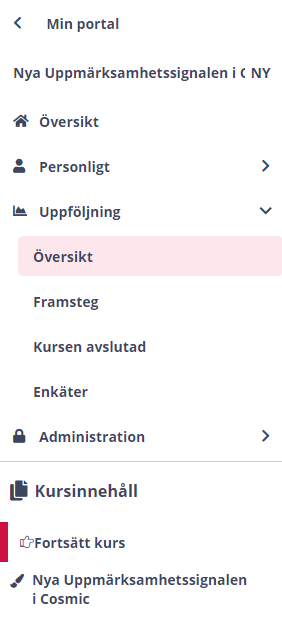 Min portal
Nya Uppmärksamhetssignalen i C NY
Översikt
Personligt
Uppföljning
Översikt
Framsteg
Kursen avslutad
Enkäter
Administration
Kursinnehåll
Fortsätt kurs
Nya Uppmärksamhetssignalen
i Cosmic